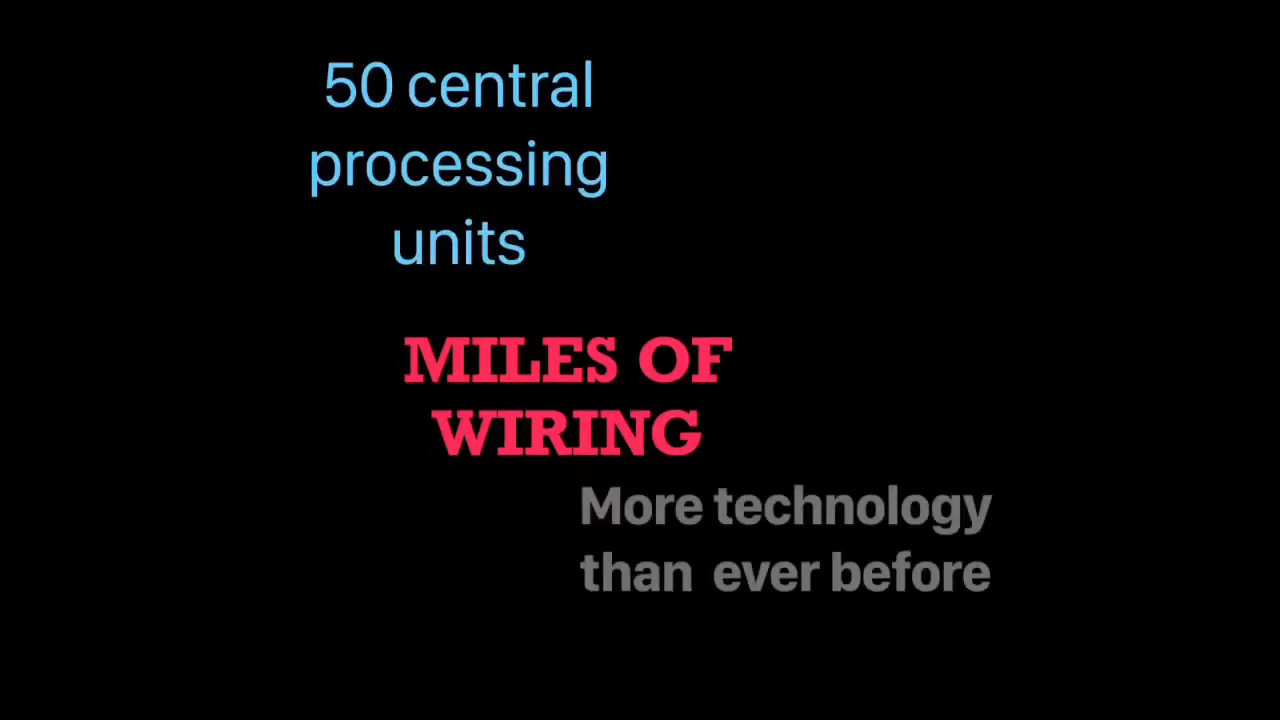 50 central
processing
units
MILES OF
WIRING
More technology
than  ever before